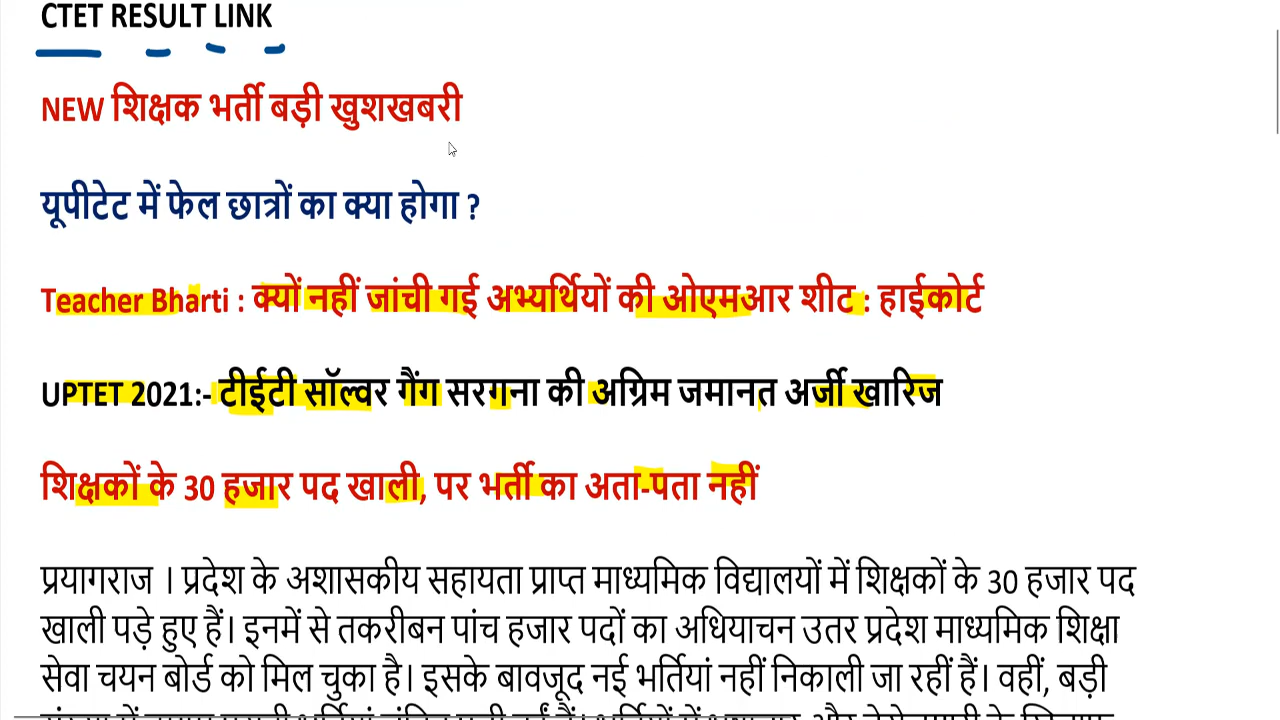 CTET RESULT LINK
NEW शिक्षक भर्ती बड़ी खुशखबरी
यूपीटेट में फेल छात्रों का क्या होगा ?
Teacher Bharti : क्यों नहीं जांची गई अभ्यर्थियों की ओएमआर शीट : हाईकोर्ट
UPTET 2021:- टीईटी सॉल्वर गैंग सरगना की अग्रिम जमानत अर्जी खारिज
शिक्षकों के 30 हजार पद खाली, पर भर्ती का अता-पता नहीं
प्रयागराज । प्रदेश के अशासकीय सहायता प्राप्त माध्यमिक विद्यालयों में शिक्षकों के 30 हजार पद
खाली पड़े हुए हैं। इनमें से तकरीबन पांच हजार पदों का अधियाचन उतर प्रदेश माध्यमिक शिक्षा
सेवा चयन बोर्ड को मिल चुका है। इसके बावजूद नई भर्तियां नहीं निकाली जा रहीं हैं। वहीं, बड़ी